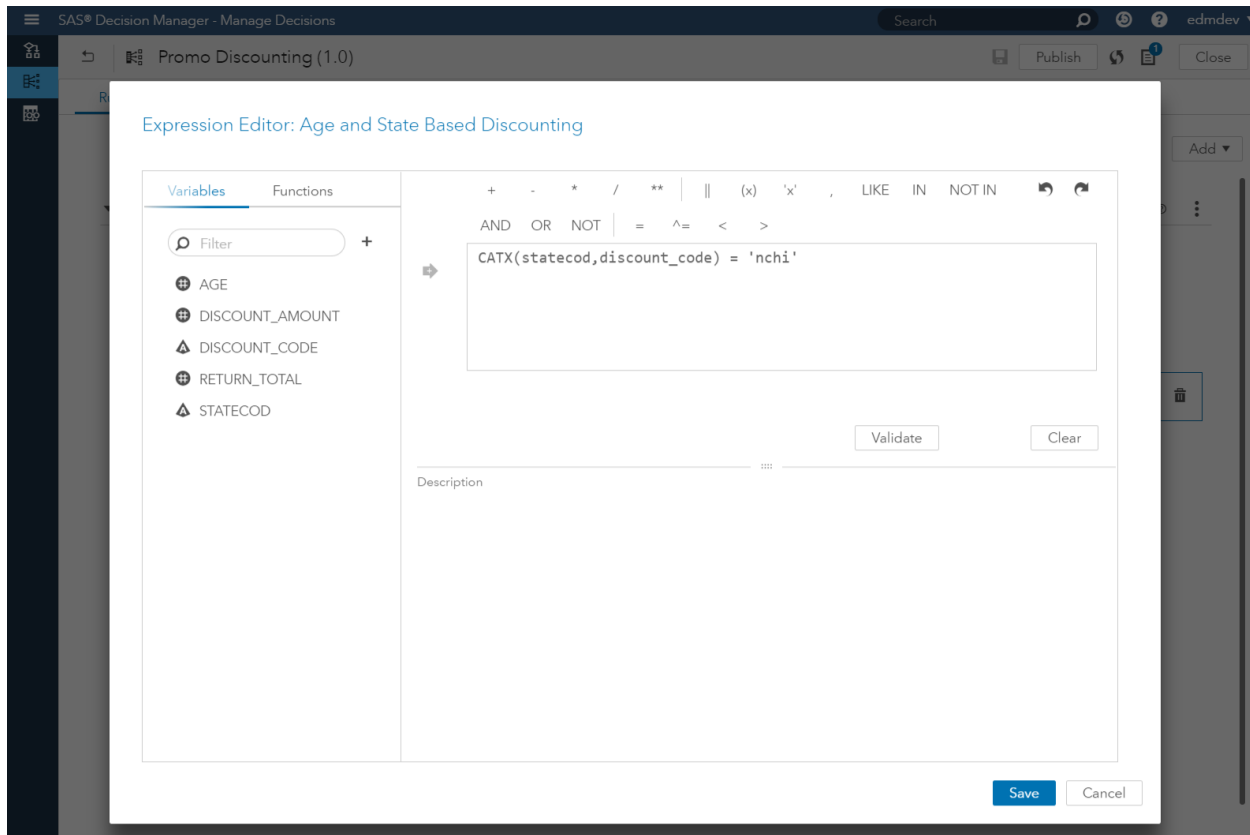 SAS® Decision Manager - Manage Decisions
Search
edmdev
Promo Discounting (1.0)
1
Publish
Close
Add
Expression Editor: Age and State Based Discounting
Variables Functions
+ - * / ** || (x) 'x' , LIKE IN NOT IN
AND OR NOT = ^= < >
Filter
+
CATX(statecod,discount_code) = 'nchi'
AGE
DISCOUNT_AMOUNT
DISCOUNT_CODE
RETURN_TOTAL
STATECOD
Validate Clear
Description
Save Cancel